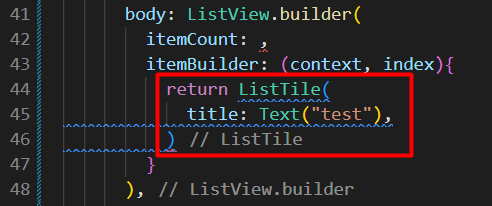 41 body: ListView.builder(
42 itemCount: ,
43 itemBuilder: (context, index){
44 return ListTile(
45 title: Text("test"),
46 ) // ListTile
47 }
48 ), // ListView.builder